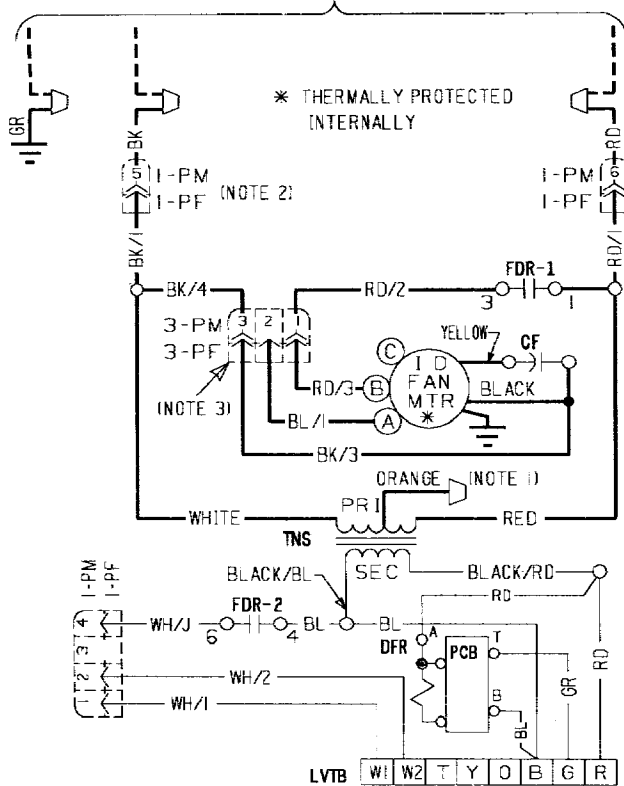 * THERMALLY PROTECTED
INTERNALLY
GR
BK
RD
5
1-PM
1-PF
(NOTE 2)
1-PM
1-PF
6
BK/1
RD/1
BK/4
RD/2
FDR-1
3
1
3-PM
3-PF
3 2 1
(NOTE 3)
YELLOW
CF
C
I D
FAN
MTR
*
B
A
BLACK
RD/3
BL/1
BK/3
ORANGE (NOTE 1)
PRI
WHITE
RED
TNS
SEC
BLACK/BL
BLACK/RD
RD
1-PM
1-PF
4
3
2
1
WH/J
FDR-2
6
4
BL
BL
DFR
A
PCB
T
B
GR
RD
BL
WH/2
WH/1
LVTB W1 W2 T Y O B G R